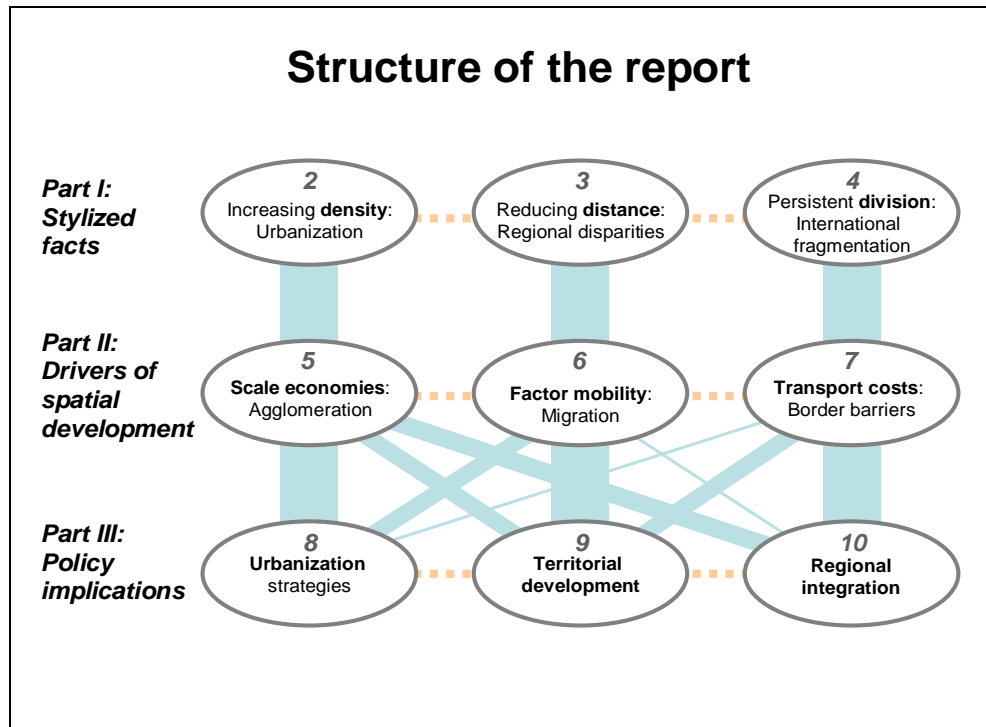 Structure of the report
Part I:
Stylized
facts
2
Increasing density:
Urbanization
3
Reducing distance:
Regional disparities
4
Persistent division:
International
fragmentation
Part II:
Drivers of
spatial
development
5
Scale economies:
Agglomeration
6
Factor mobility:
Migration
7
Transport costs:
Border barriers
Part III:
Policy
implications
8
Urbanization
strategies
9
Territorial
development
10
Regional
integration